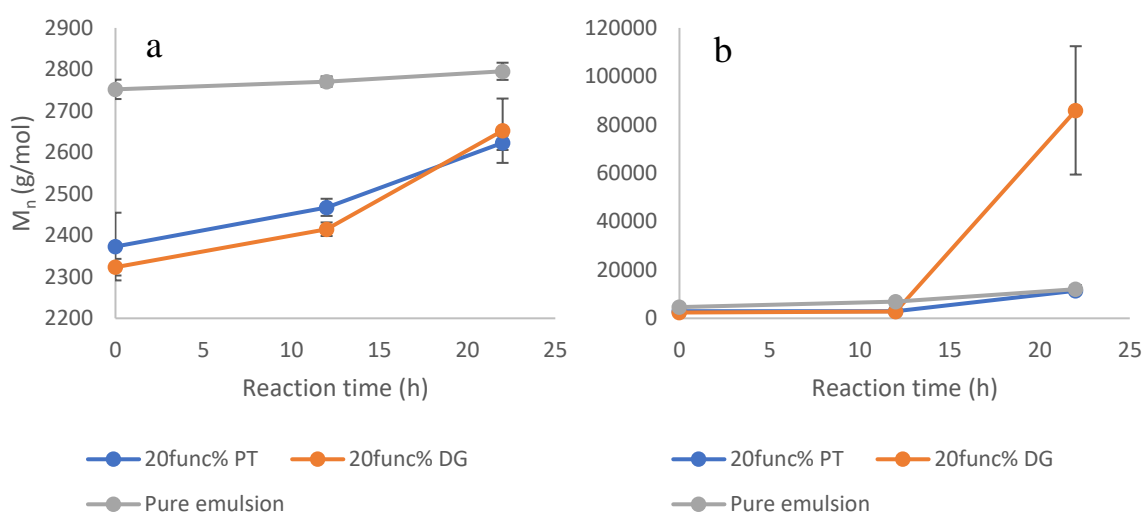 a
2900
2800
2700
2600
2500
2400
2300
2200
Mn (g/mol)
0 5 10 15 20 25
Reaction time (h)
20func% PT 20func% DG
Pure emulsion
b
120000
100000
80000
60000
40000
20000
0
0 5 10 15 20 25
Reaction time (h)
20func% PT 20func% DG
Pure emulsion